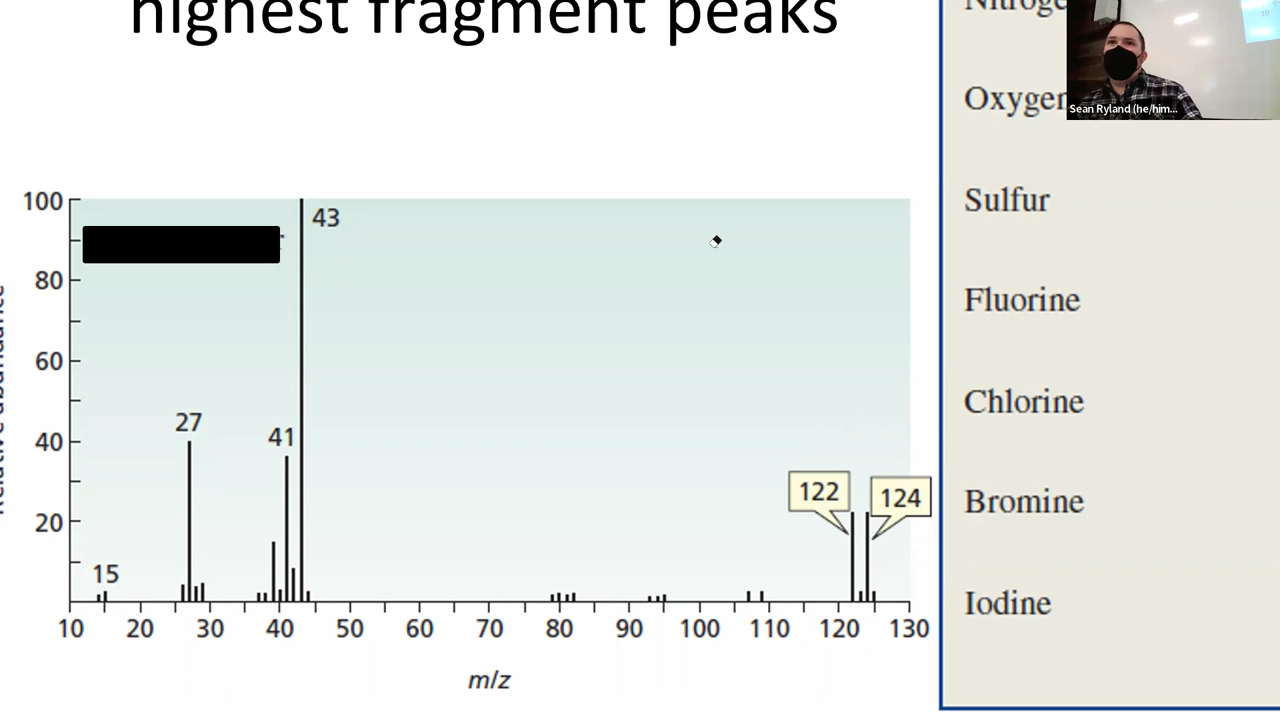 highest fragment peaks
Nitroge
Oxygen
Sean Ryland (he/him...
Sulfur
Fluorine
Chlorine
Bromine
Iodine
100
80
60
40
20
43
27
41
15
122
124
10 20 30 40 50 60 70 80 90 100 110 120 130
m/z